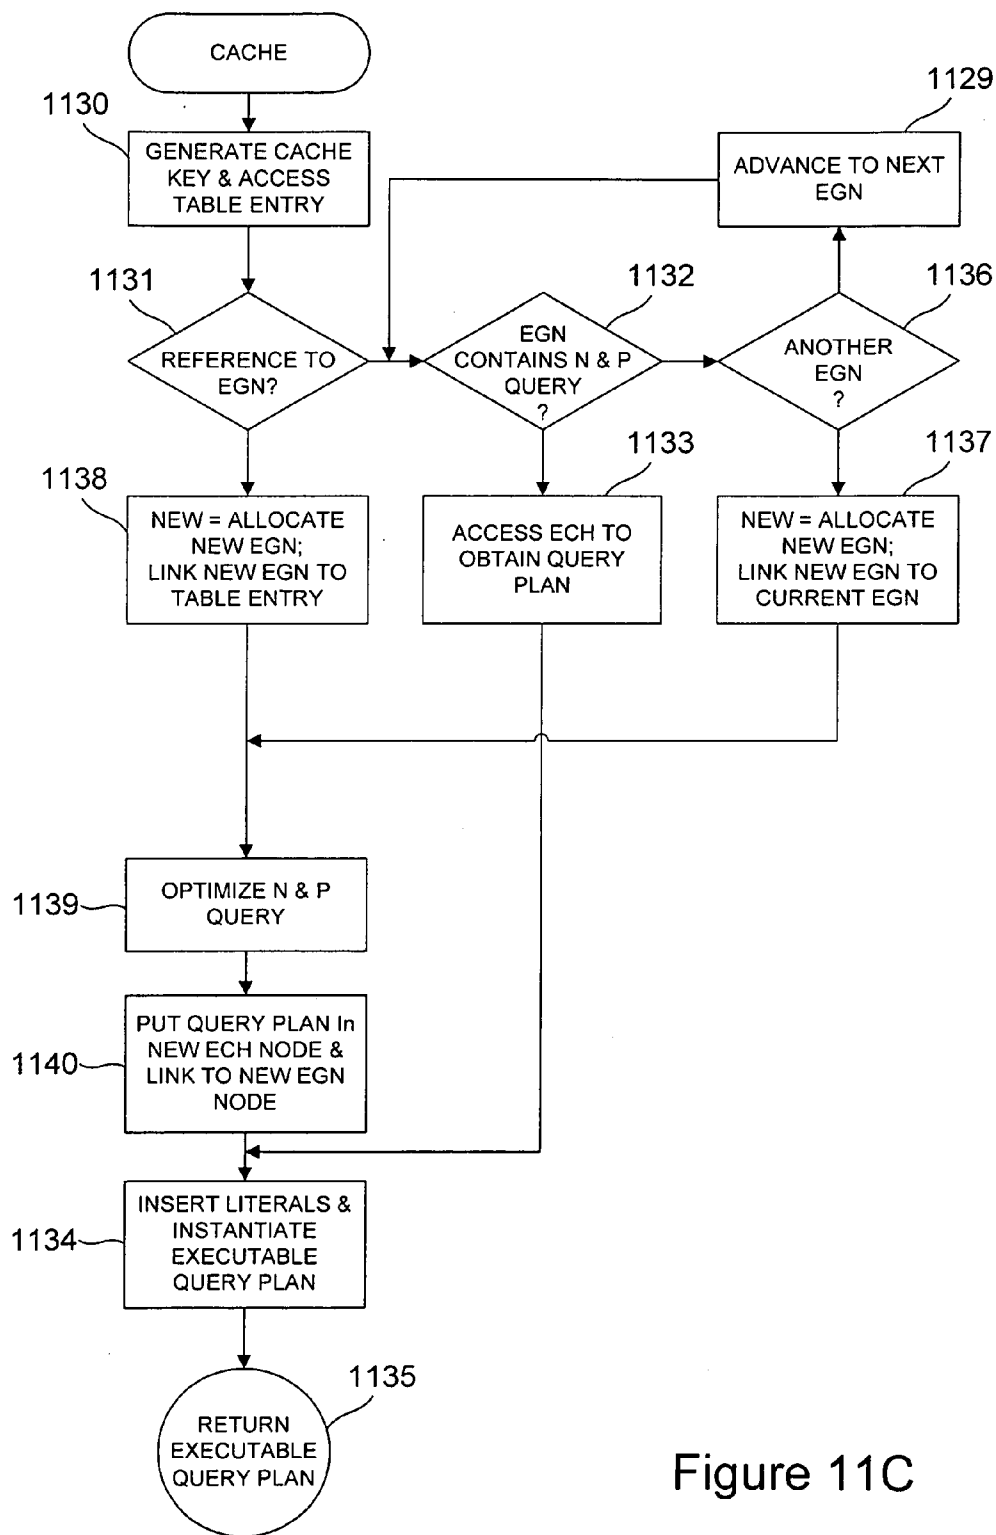 CACHE
1130
GENERATE CACHE
KEY & ACCESS
TABLE ENTRY
1129
ADVANCE TO NEXT
EGN
1131
REFERENCE TO
EGN?
1132
EGN
CONTAINS N & P
QUERY
?
1136
ANOTHER
EGN
?
1138
NEW = ALLOCATE
NEW EGN;
LINK NEW EGN TO
TABLE ENTRY
1133
ACCESS ECH TO
OBTAIN QUERY
PLAN
1137
NEW = ALLOCATE
NEW EGN;
LINK NEW EGN TO
CURRENT EGN
1139
OPTIMIZE N & P
QUERY
1140
PUT QUERY PLAN In
NEW ECH NODE &
LINK TO NEW EGN
NODE
1134
INSERT LITERALS &
INSTANTIATE
EXECUTABLE
QUERY PLAN
1135
RETURN
EXECUTABLE
QUERY PLAN
Figure 11C